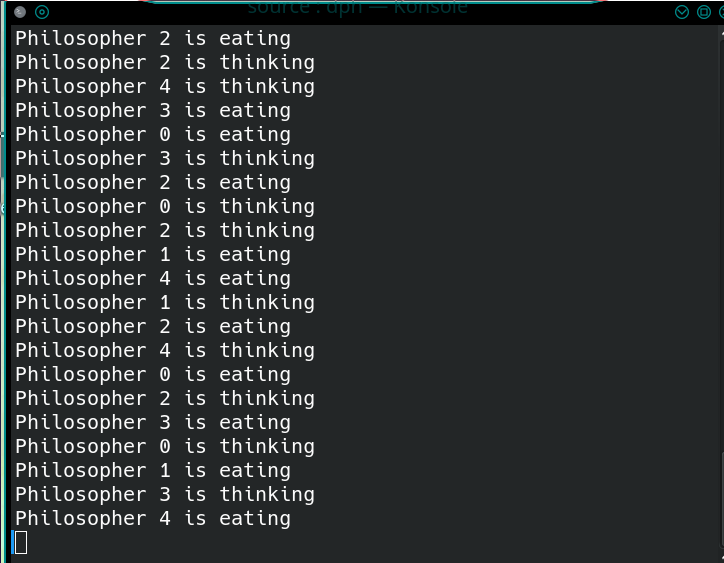 source : dph — Konsole
Philosopher 2 is eating
Philosopher 2 is thinking
Philosopher 4 is thinking
Philosopher 3 is eating
Philosopher 0 is eating
Philosopher 3 is thinking
Philosopher 2 is eating
Philosopher 0 is thinking
Philosopher 2 is thinking
Philosopher 1 is eating
Philosopher 4 is eating
Philosopher 1 is thinking
Philosopher 2 is eating
Philosopher 4 is thinking
Philosopher 0 is eating
Philosopher 2 is thinking
Philosopher 3 is eating
Philosopher 0 is thinking
Philosopher 1 is eating
Philosopher 3 is thinking
Philosopher 4 is eating